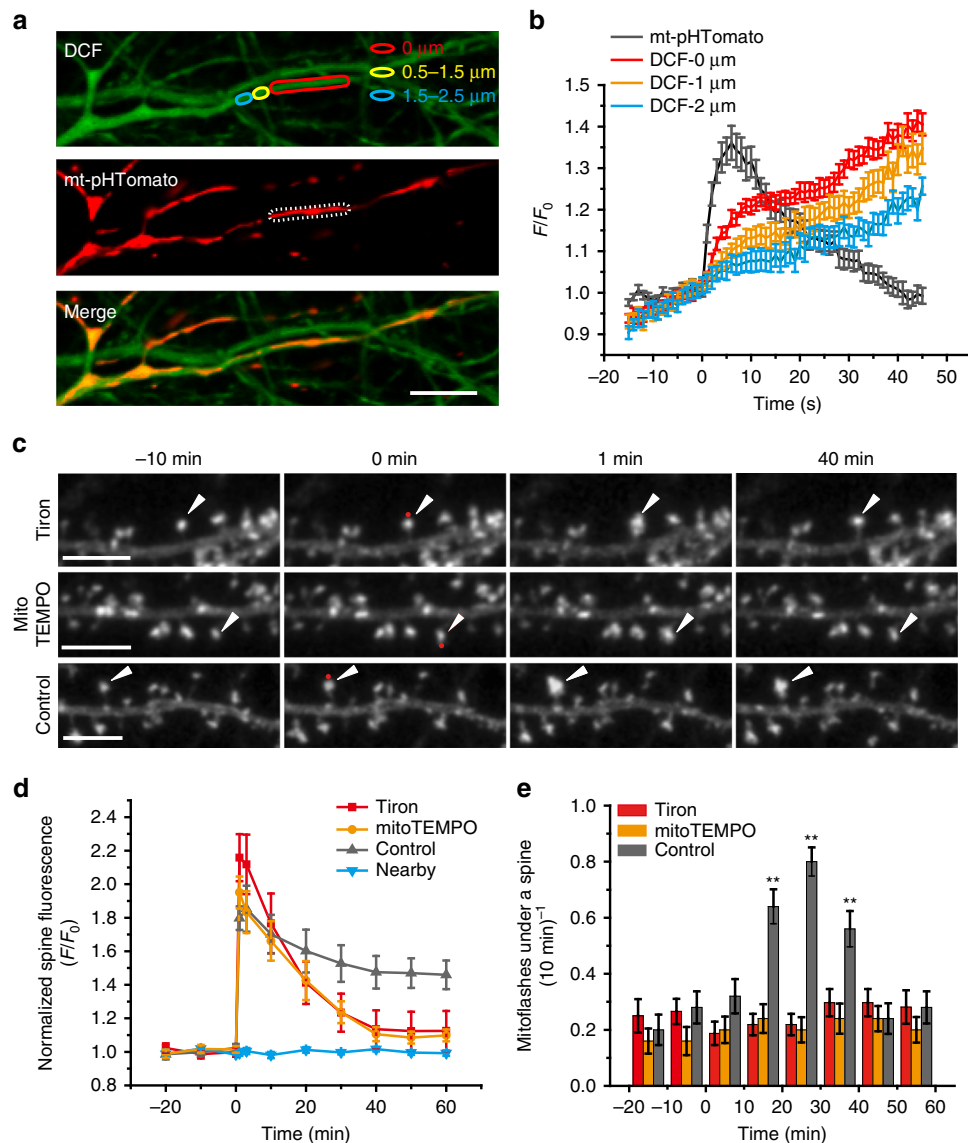 a
DCF
0 μm
0.5–1.5 μm
1.5–2.5 μm
mt-pHTomato
Merge
b
mt-pHTomato
DCF-0 μm
DCF-1 μm
DCF-2 μm
1.4
1.3
1.2
1.1
1.0
0.9
F/F0
–20 –10 0 10 20 30 40 50
Time (s)
c
–10 min 0 min 1 min 40 min
Tiron
Mito
TEMPO
Control
d
Tiron
mitoTEMPO
Control
Nearby
2.4
2.2
2.0
1.8
1.6
1.4
1.2
1.0
0.8
Normalized spine fluorescence
(F/F0)
–20 0 20 40 60
Time (min)
e
Tiron
mitoTEMPO
Control
** ** **
1.0
0.8
0.6
0.4
0.2
0.0
Mitoflashes under a spine
(10 min)–1
–20 –10 0 10 20 30 40 50 60
Time (min)